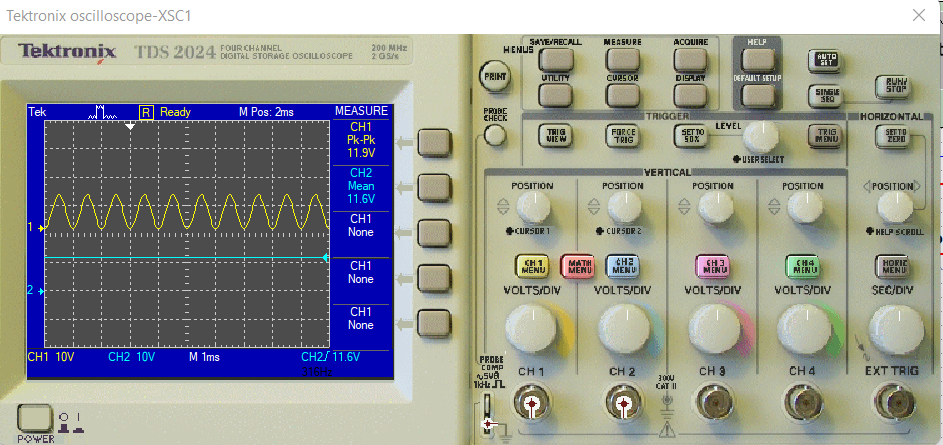 Tektronix oscilloscope-XSC1
Tektronix TDS 2024 FOUR CHANNEL DIGITAL STORAGE OSCILLOSCOPE 200 MHz 2 GS/s
Tek R Ready M Pos: 2ms MEASURE
CH1
Pk-Pk
11.9V
CH2
Mean
11.6V
CH1
None
CH1
None
CH1
None
1
2
CH1 10V CH2 10V M 1ms CH2 11.6V
POWER
MENUS
SAVE/RECALL MEASURE ACQUIRE HELP
AUTO SET
PRINT
UTILITY CURSOR DISPLAY DEFAULT SETUP
SINGLE SEQ
RUN/STOP
PROBE CHECK
TRIGGER
HORIZONTAL
TRIG VIEW
FORCE TRIG
SET TO 50%
LEVEL
USER SELECT
TRIG MENU
SET TO ZERO
VERTICAL
POSITION POSITION POSITION POSITION POSITION
CURSOR 1 CURSOR 2 HELP SCROLL
CH 1 MENU
MATH MENU
CH 2 MENU
CH 3 MENU
CH 4 MENU
HORIZ MENU
VOLTS/DIV VOLTS/DIV VOLTS/DIV VOLTS/DIV SEC/DIV
PROBE COMP
~5V@
1kHz
CH 1 CH 2 CH 3 CH 4 EXT TRIG
300V
CAT II